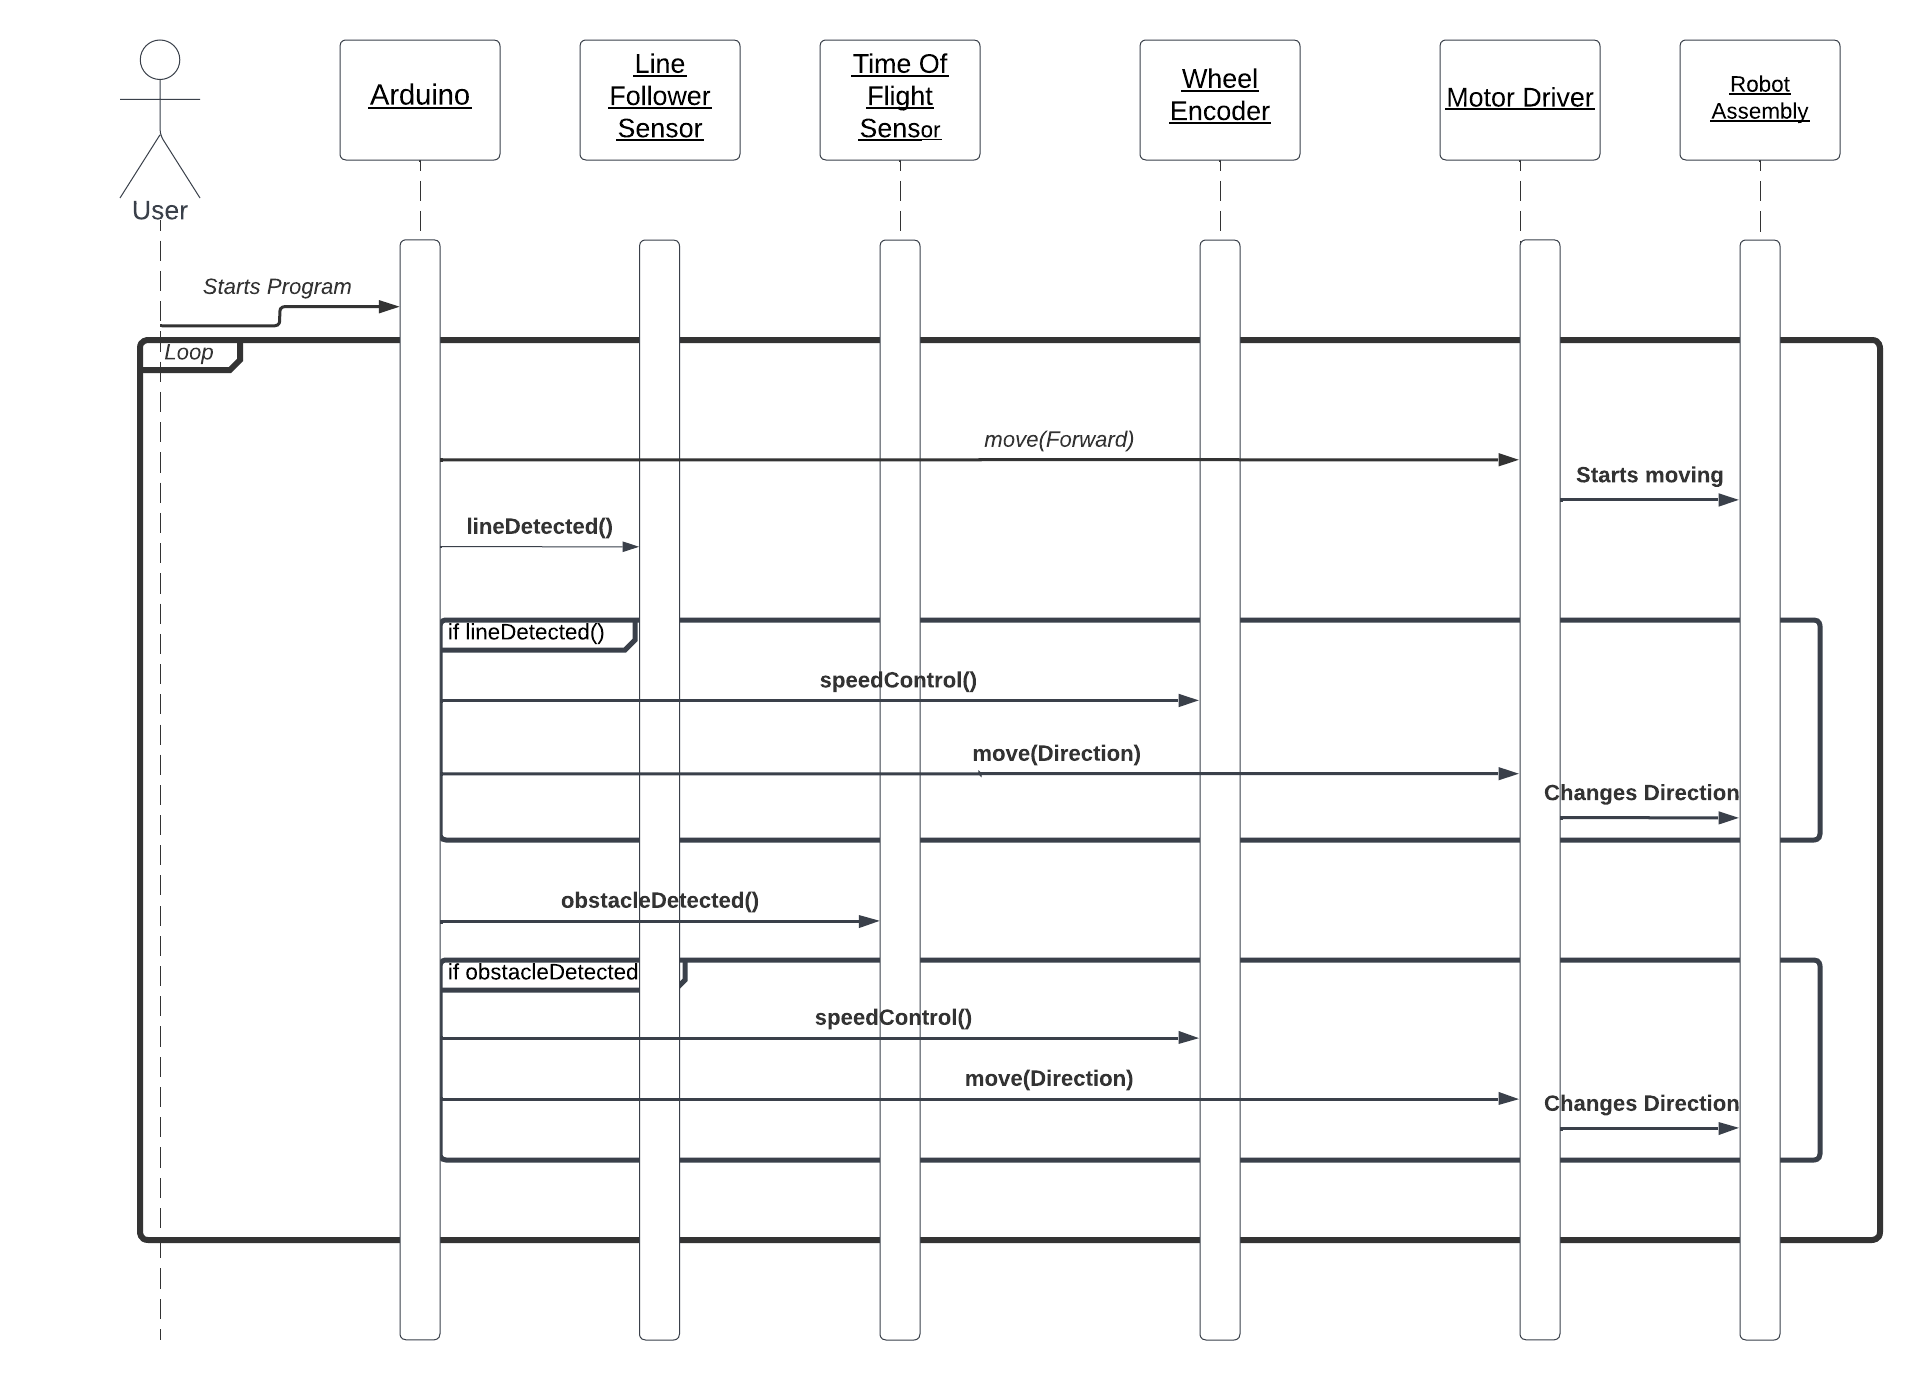 User
Arduino
Line
Follower
Sensor
Time Of
Flight
Sensor
Wheel
Encoder
Motor Driver
Robot
Assembly
Starts Program
Loop
move(Forward)
Starts moving
lineDetected()
if lineDetected()
speedControl()
move(Direction)
Changes Direction
obstacleDetected()
if obstacleDetected
speedControl()
move(Direction)
Changes Direction